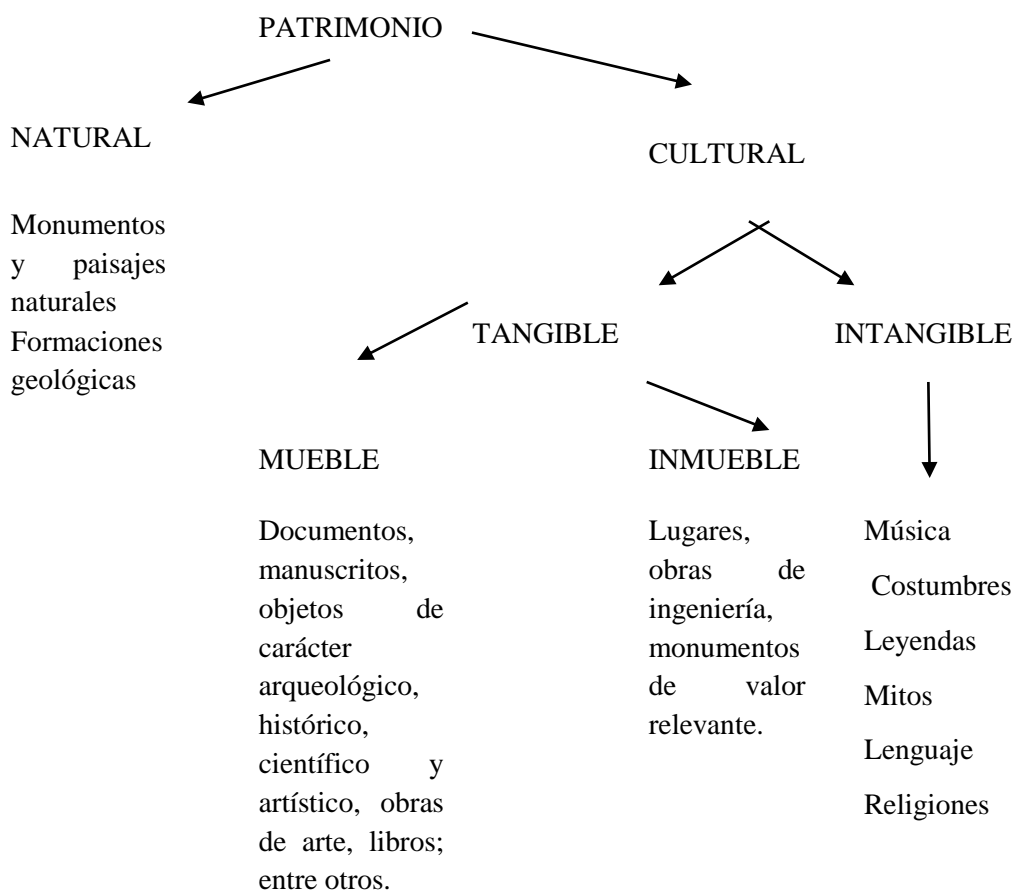 PATRIMONIO
NATURAL
CULTURAL
Monumentos
y paisajes
naturales
Formaciones
geológicas
TANGIBLE
INTANGIBLE
MUEBLE
INMUEBLE
Documentos,
manuscritos,
objetos de
carácter
arqueológico,
histórico,
científico y
artístico, obras
de arte, libros;
entre otros.
Lugares,
obras de
ingeniería,
monumentos
de valor
relevante.
Música
Costumbres
Leyendas
Mitos
Lenguaje
Religiones